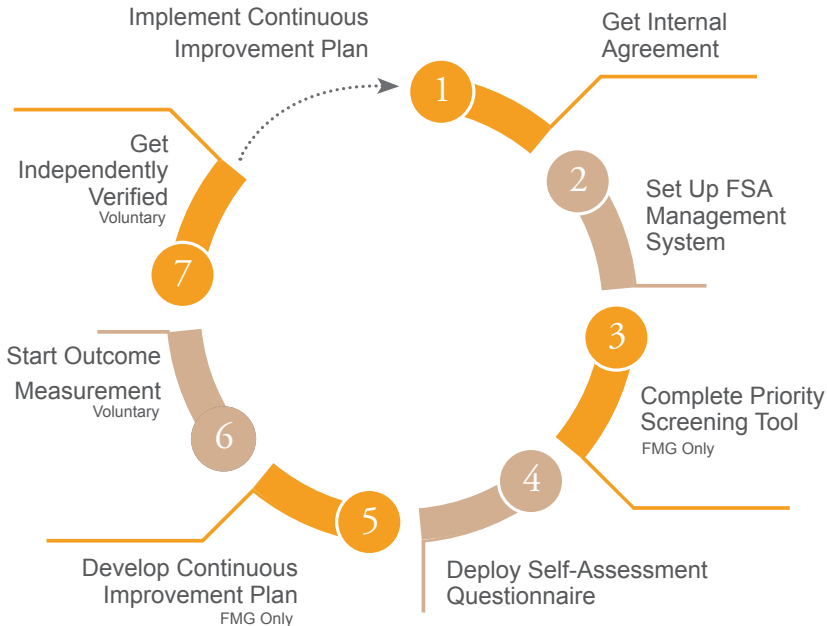 Implement Continuous
Improvement Plan
1
Get Internal
Agreement
2
Set Up FSA
Management
System
3
Complete Priority
Screening Tool
FMG Only
4
Deploy Self-Assessment
Questionnaire
5
Develop Continuous
Improvement Plan
FMG Only
6
Start Outcome
Measurement
Voluntary
7
Get
Independently
Verified
Voluntary